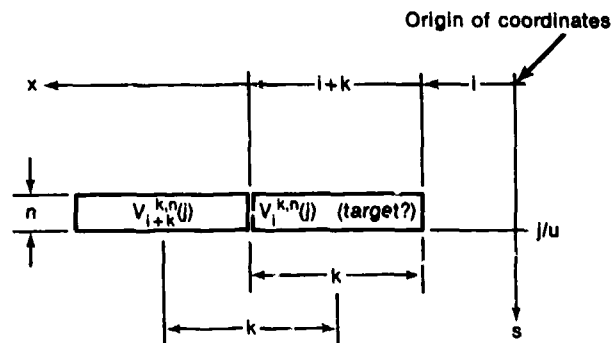 Origin of coordinates
x i+k i
n V_{i+k}^{k,n}(j) V_i^{k,n}(j) (target?)
j/u
k
k
s